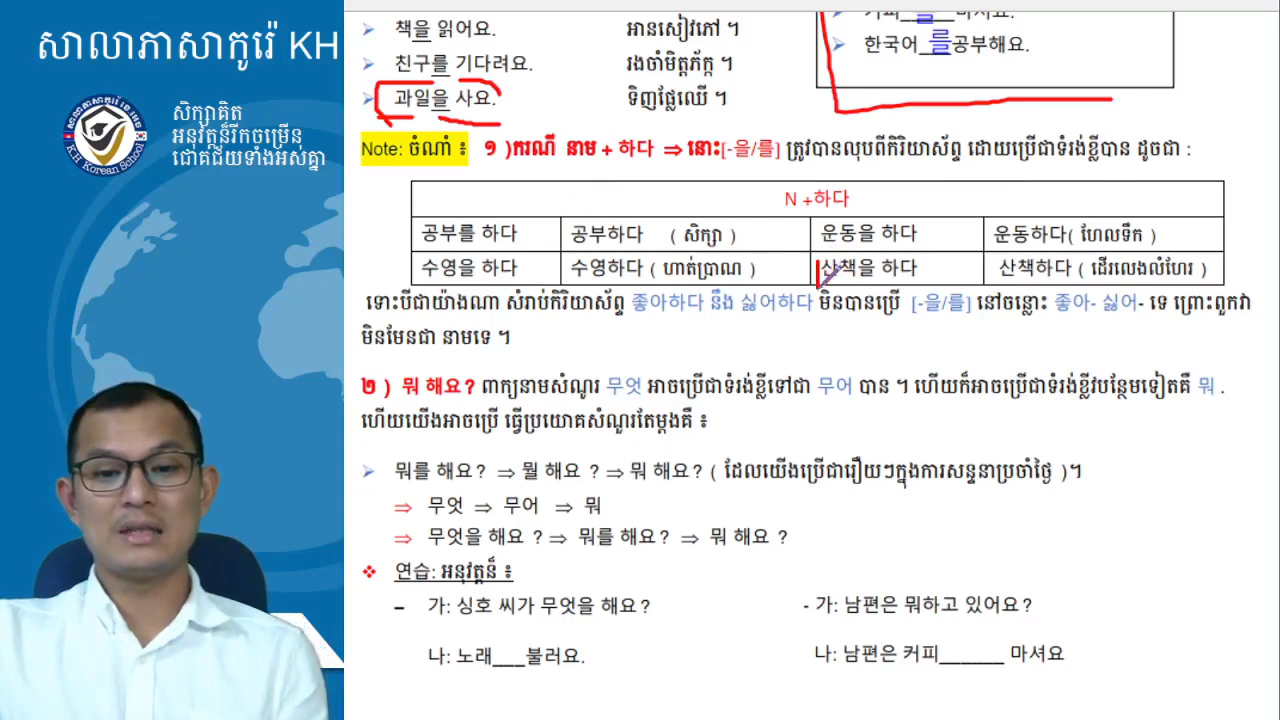 សាលាភាសាកូរ៉េ KH
សិក្សាគិត
អនុវត្តន៍រីកចម្រើន
ជោគជ័យទាំងអស់គ្នា
K.H Korean School
책을 읽어요. អានសៀវភៅ ។
친구를 기다려요. រងចាំមិត្តភ័ក្ក ។
과일을 사요. ទិញផ្លែឈើ ។
커피__를__마셔요.
한국어_를공부해요.
Note: ចំណាំ ៖ ១ )ករណី នាម + 하다 ⇒ នោះ[-을/를] ត្រូវបានលុបពីកិរិយាស័ព្ទ ដោយប្រើជាទំរង់ខ្លីបាន ដូចជា :
N +하다
공부를 하다 공부하다 ( សិក្សា ) 운동을 하다 운동하다( ហែលទឹក )
수영을 하다 수영하다 ( ហាត់ប្រាណ ) 산책을 하다 산책하다 ( ដើរលេងលំហែរ )
ទោះបីជាយ៉ាងណា សំរាប់កិរិយាស័ព្ទ 좋아하다 និង 싫어하다 មិនបានប្រើ [-을/를] នៅចន្លោះ 좋아- 싫어- ទេ ព្រោះពួកវា
មិនមែនជា នាមទេ ។
២ ) 뭐 해요? ពាក្យនាមសំណួរ 무엇 អាចប្រើជាទំរង់ខ្លីទៅជា 무어 បាន ។ ហើយក៏អាចប្រើជាទំរង់ខ្លីបន្ថែមទៀតគឺ 뭐 .
ហើយយើងអាចប្រើ ធ្វើប្រយោគសំណួរតែម្តងគឺ ៖
뭐를 해요? ⇒ 뭘 해요 ? ⇒ 뭐 해요? ( ដែលយើងប្រើជារឿយៗក្នុងការសន្ទនាប្រចាំថ្ងៃ )។
⇒ 무엇 ⇒ 무어 ⇒ 뭐
⇒ 무엇을 해요 ? ⇒ 뭐를 해요? ⇒ 뭐 해요 ?
연습: អនុវត្តន៏ ៖
– 가: 싱호 씨가 무엇을 해요? - 가: 남편은 뭐하고 있어요?
나: 노래___불러요. 나: 남편은 커피______ 마셔요